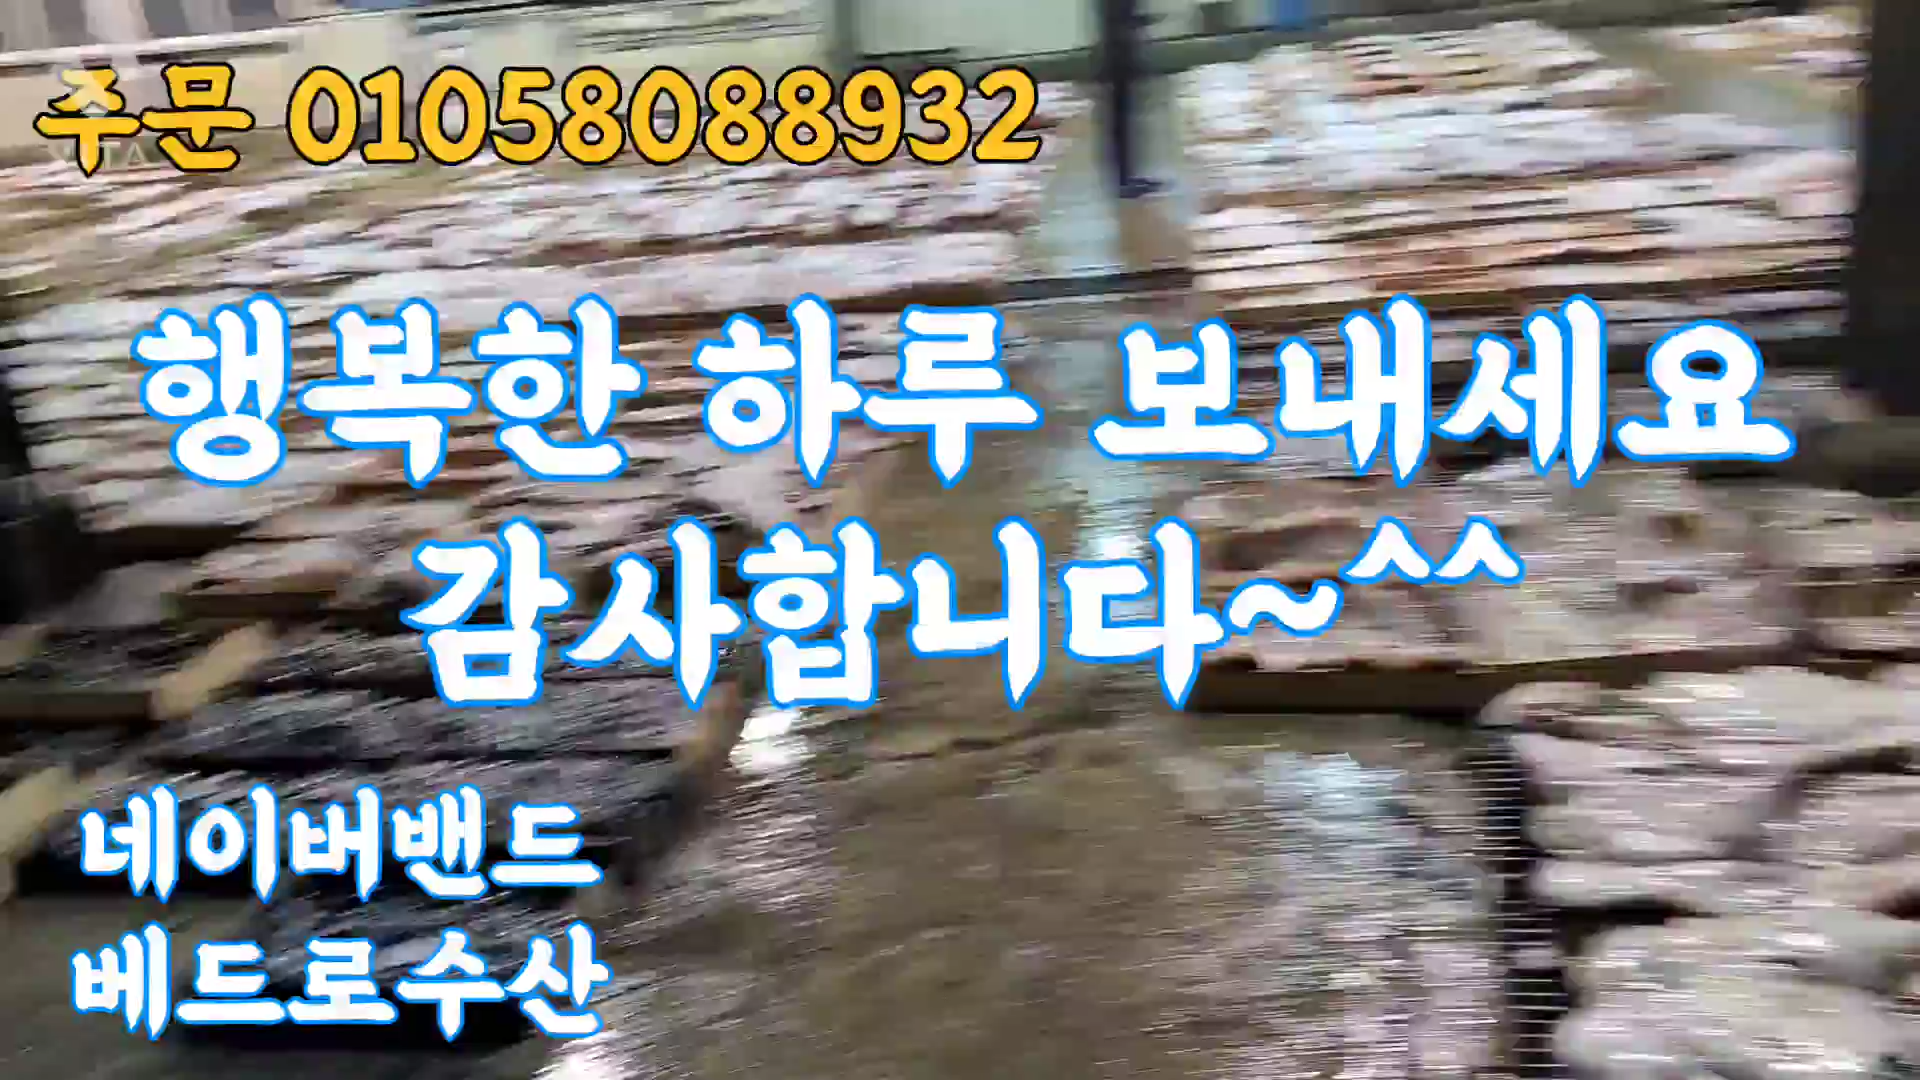 주문 01058088932
행복한 하루 보내세요
감사합니다~^^
네이버밴드
베드로수산